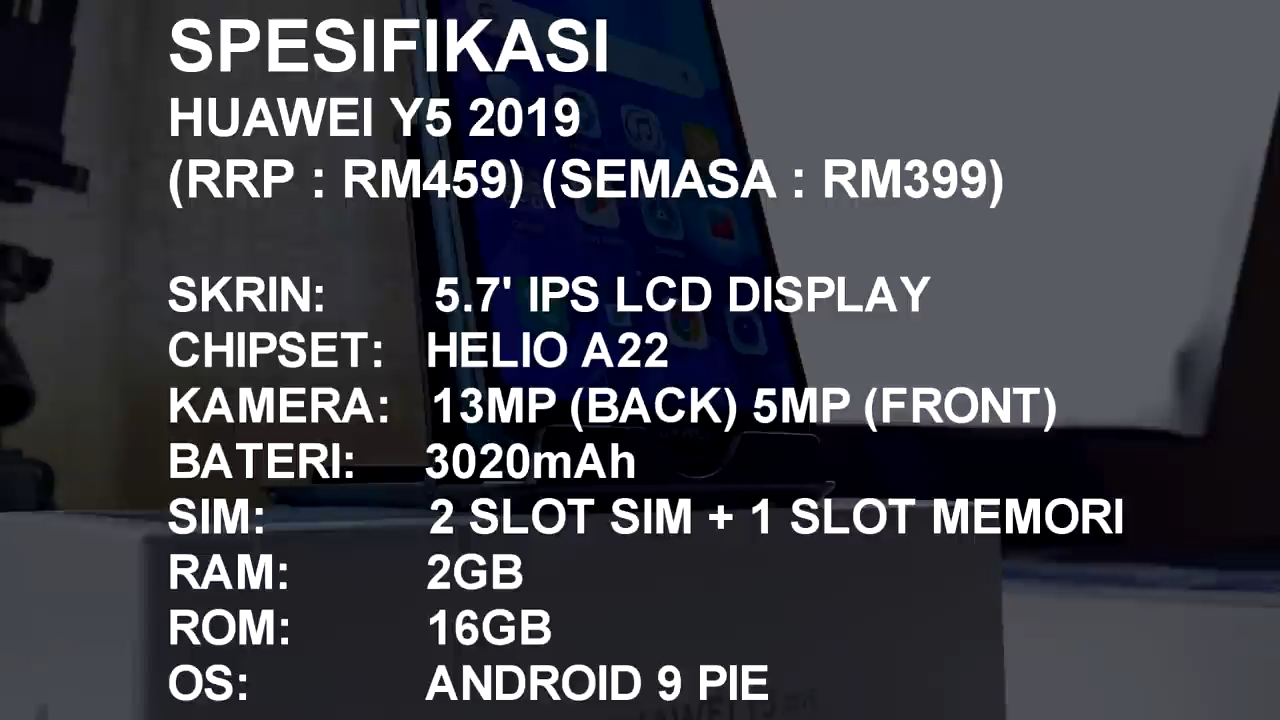 SPESIFIKASI
HUAWEI Y5 2019
(RRP : RM459) (SEMASA : RM399)
SKRIN: 5.7' IPS LCD DISPLAY
CHIPSET: HELIO A22
KAMERA: 13MP (BACK) 5MP (FRONT)
BATERI: 3020mAh
SIM: 2 SLOT SIM + 1 SLOT MEMORI
RAM: 2GB
ROM: 16GB
OS: ANDROID 9 PIE